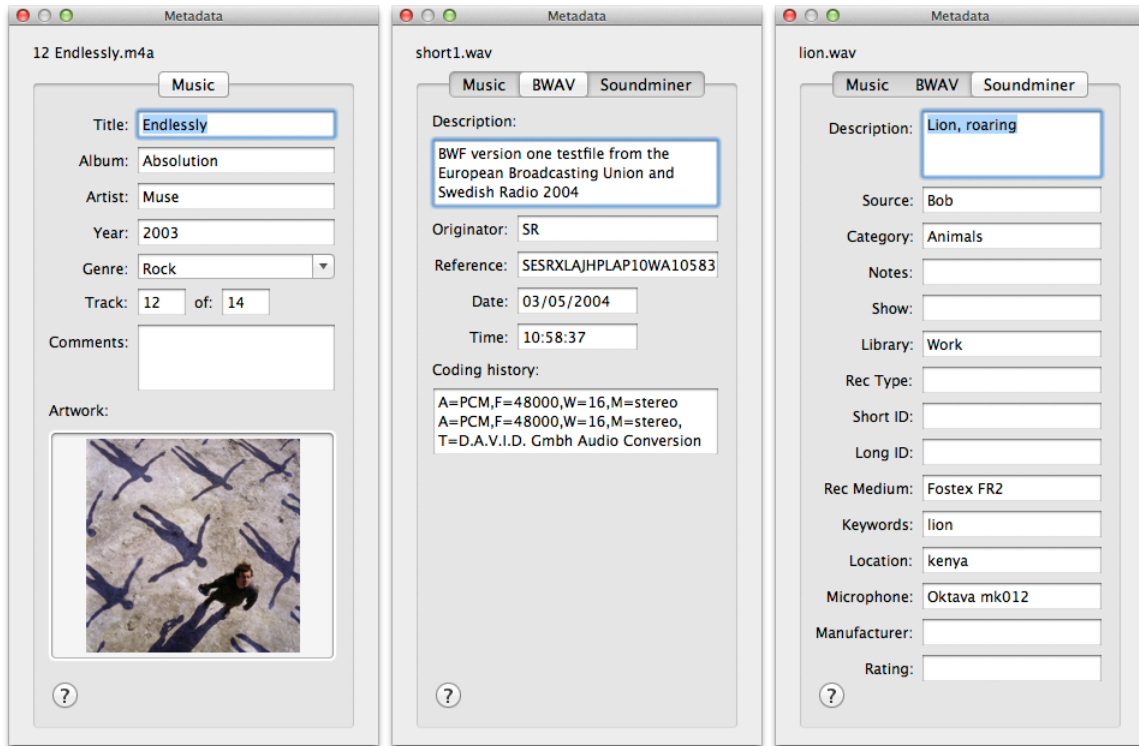 Metadata
12 Endlessly.m4a
Music
Title: Endlessly
Album: Absolution
Artist: Muse
Year: 2003
Genre: Rock
Track: 12 of: 14
Comments:
Artwork:
?
Metadata
short1.wav
Music BWAV Soundminer
Description:
BWF version one testfile from the
European Broadcasting Union and
Swedish Radio 2004
Originator: SR
Reference: SESRXLAJHPLAP10WA10583
Date: 03/05/2004
Time: 10:58:37
Coding history:
A=PCM,F=48000,W=16,M=stereo
A=PCM,F=48000,W=16,M=stereo,
T=D.A.V.I.D. Gmbh Audio Conversion
?
Metadata
lion.wav
Music BWAV Soundminer
Description: Lion, roaring
Source: Bob
Category: Animals
Notes:
Show:
Library: Work
Rec Type:
Short ID:
Long ID:
Rec Medium: Fostex FR2
Keywords: lion
Location: kenya
Microphone: Oktava mk012
Manufacturer:
Rating:
?